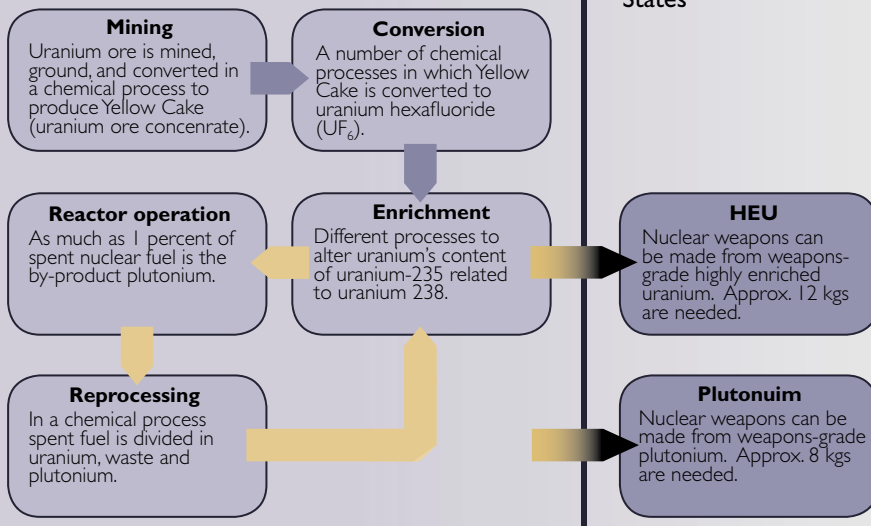 States
Mining
Uranium ore is mined,
ground, and converted in
a chemical process to
produce Yellow Cake
(uranium ore concenrate).
Conversion
A number of chemical
processes in which Yellow
Cake is converted to
uranium hexafluoride
(UF₆).
Reactor operation
As much as 1 percent of
spent nuclear fuel is the
by-product plutonium.
Enrichment
Different processes to
alter uranium’s content
of uranium-235 related
to uranium 238.
HEU
Nuclear weapons can
be made from weapons-
grade highly enriched
uranium. Approx. 12 kgs
are needed.
Reprocessing
In a chemical process
spent fuel is divided in
uranium, waste and
plutonium.
Plutonuim
Nuclear weapons can be
made from weapons-grade
plutonium. Approx. 8 kgs
are needed.